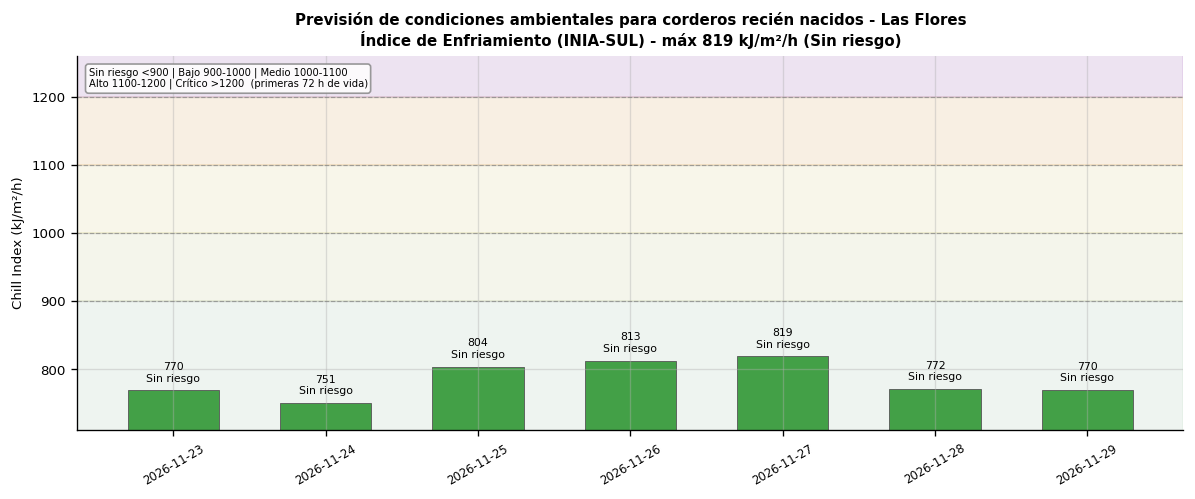 Previsión de condiciones ambientales para corderos recién nacidos - Las Flores
Índice de Enfriamiento (INIA-SUL) - máx 819 kJ/m²/h (Sin riesgo)
Sin riesgo <900 | Bajo 900-1000 | Medio 1000-1100
Alto 1100-1200 | Crítico >1200  (primeras 72 h de vida)
Chill Index (kJ/m²/h)
1200
1100
1000
900
800
770
Sin riesgo
751
Sin riesgo
804
Sin riesgo
813
Sin riesgo
819
Sin riesgo
772
Sin riesgo
770
Sin riesgo
2026-11-23
2026-11-24
2026-11-25
2026-11-26
2026-11-27
2026-11-28
2026-11-29